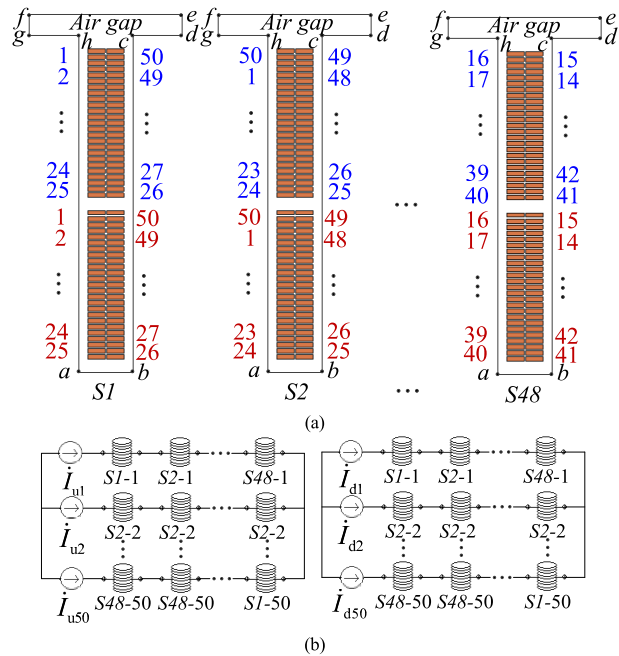 f Air gap e
g h c d
1 50
2 49
⋮ ⋮
24 27
25 26
1 50
2 49
⋮ ⋮
24 27
25 26
a b
S1
f Air gap e
g h c d
50 49
1 48
⋮ ⋮
23 26
24 25
50 49
1 48
⋮ ⋮
23 26
24 25
a b
S2
...
...
f Air gap e
g h c d
16 15
17 14
⋮ ⋮
39 42
40 41
16 15
17 14
⋮ ⋮
39 42
40 41
a b
S48
(a)
İu1 S1-1 S2-1 ... S48-1
İu2 S2-2 S2-2 ... S2-2
⋮ ⋮ ⋮
İu50 S48-50 S48-50 ... S1-50
İd1 S1-1 S2-1 ... S48-1
İd2 S2-2 S2-2 ... S2-2
⋮ ⋮ ⋮
İd50 S48-50 S48-50 ... S1-50
(b)